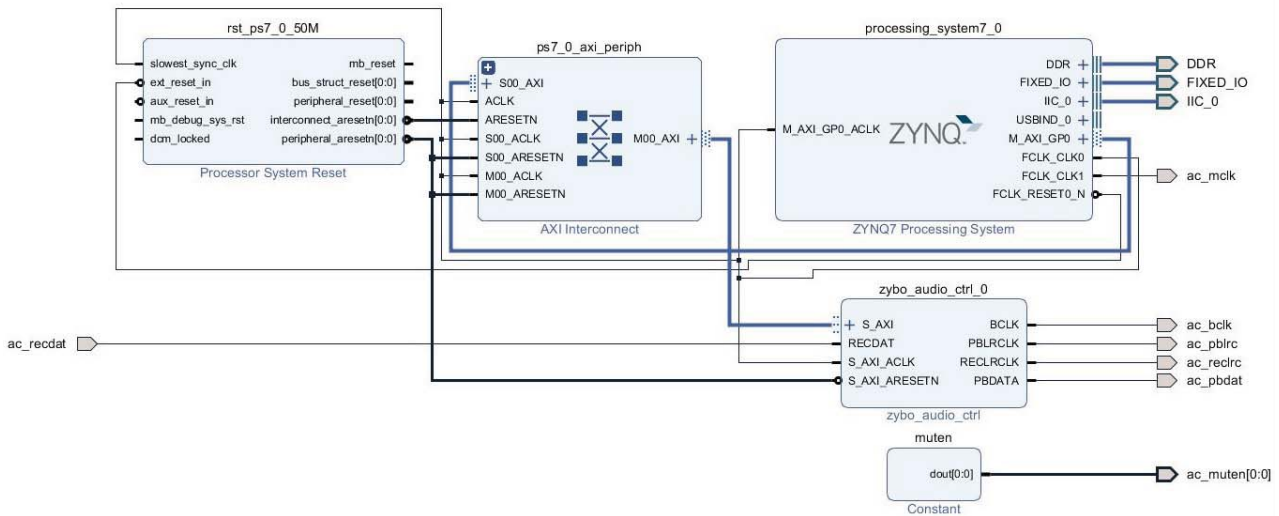 rst_ps7_0_50M
slowest_sync_clk
ext_reset_in
aux_reset_in
mb_debug_sys_rst
dcm_locked
mb_reset
bus_struct_reset[0:0]
peripheral_reset[0:0]
interconnect_aresetn[0:0]
peripheral_aresetn[0:0]
Processor System Reset
ps7_0_axi_periph
S00_AXI
ACLK
ARESETN
S00_ACLK
S00_ARESETN
M00_ACLK
M00_ARESETN
M00_AXI
AXI Interconnect
processing_system7_0
M_AXI_GP0_ACLK
ZYNQ
DDR
FIXED_IO
IIC_0
USBIND_0
M_AXI_GP0
FCLK_CLK0
FCLK_CLK1
FCLK_RESET0_N
ZYNQ7 Processing System
DDR
FIXED_IO
IIC_0
ac_mclk
ac_recdat
zybo_audio_ctrl_0
S_AXI
RECDAT
S_AXI_ACLK
S_AXI_ARESETN
BCLK
PBLRCLK
RECLRCLK
PBDATA
zybo_audio_ctrl
ac_bclk
ac_pblrc
ac_reclrc
ac_pbdat
muten
dout[0:0]
Constant
ac_muten[0:0]